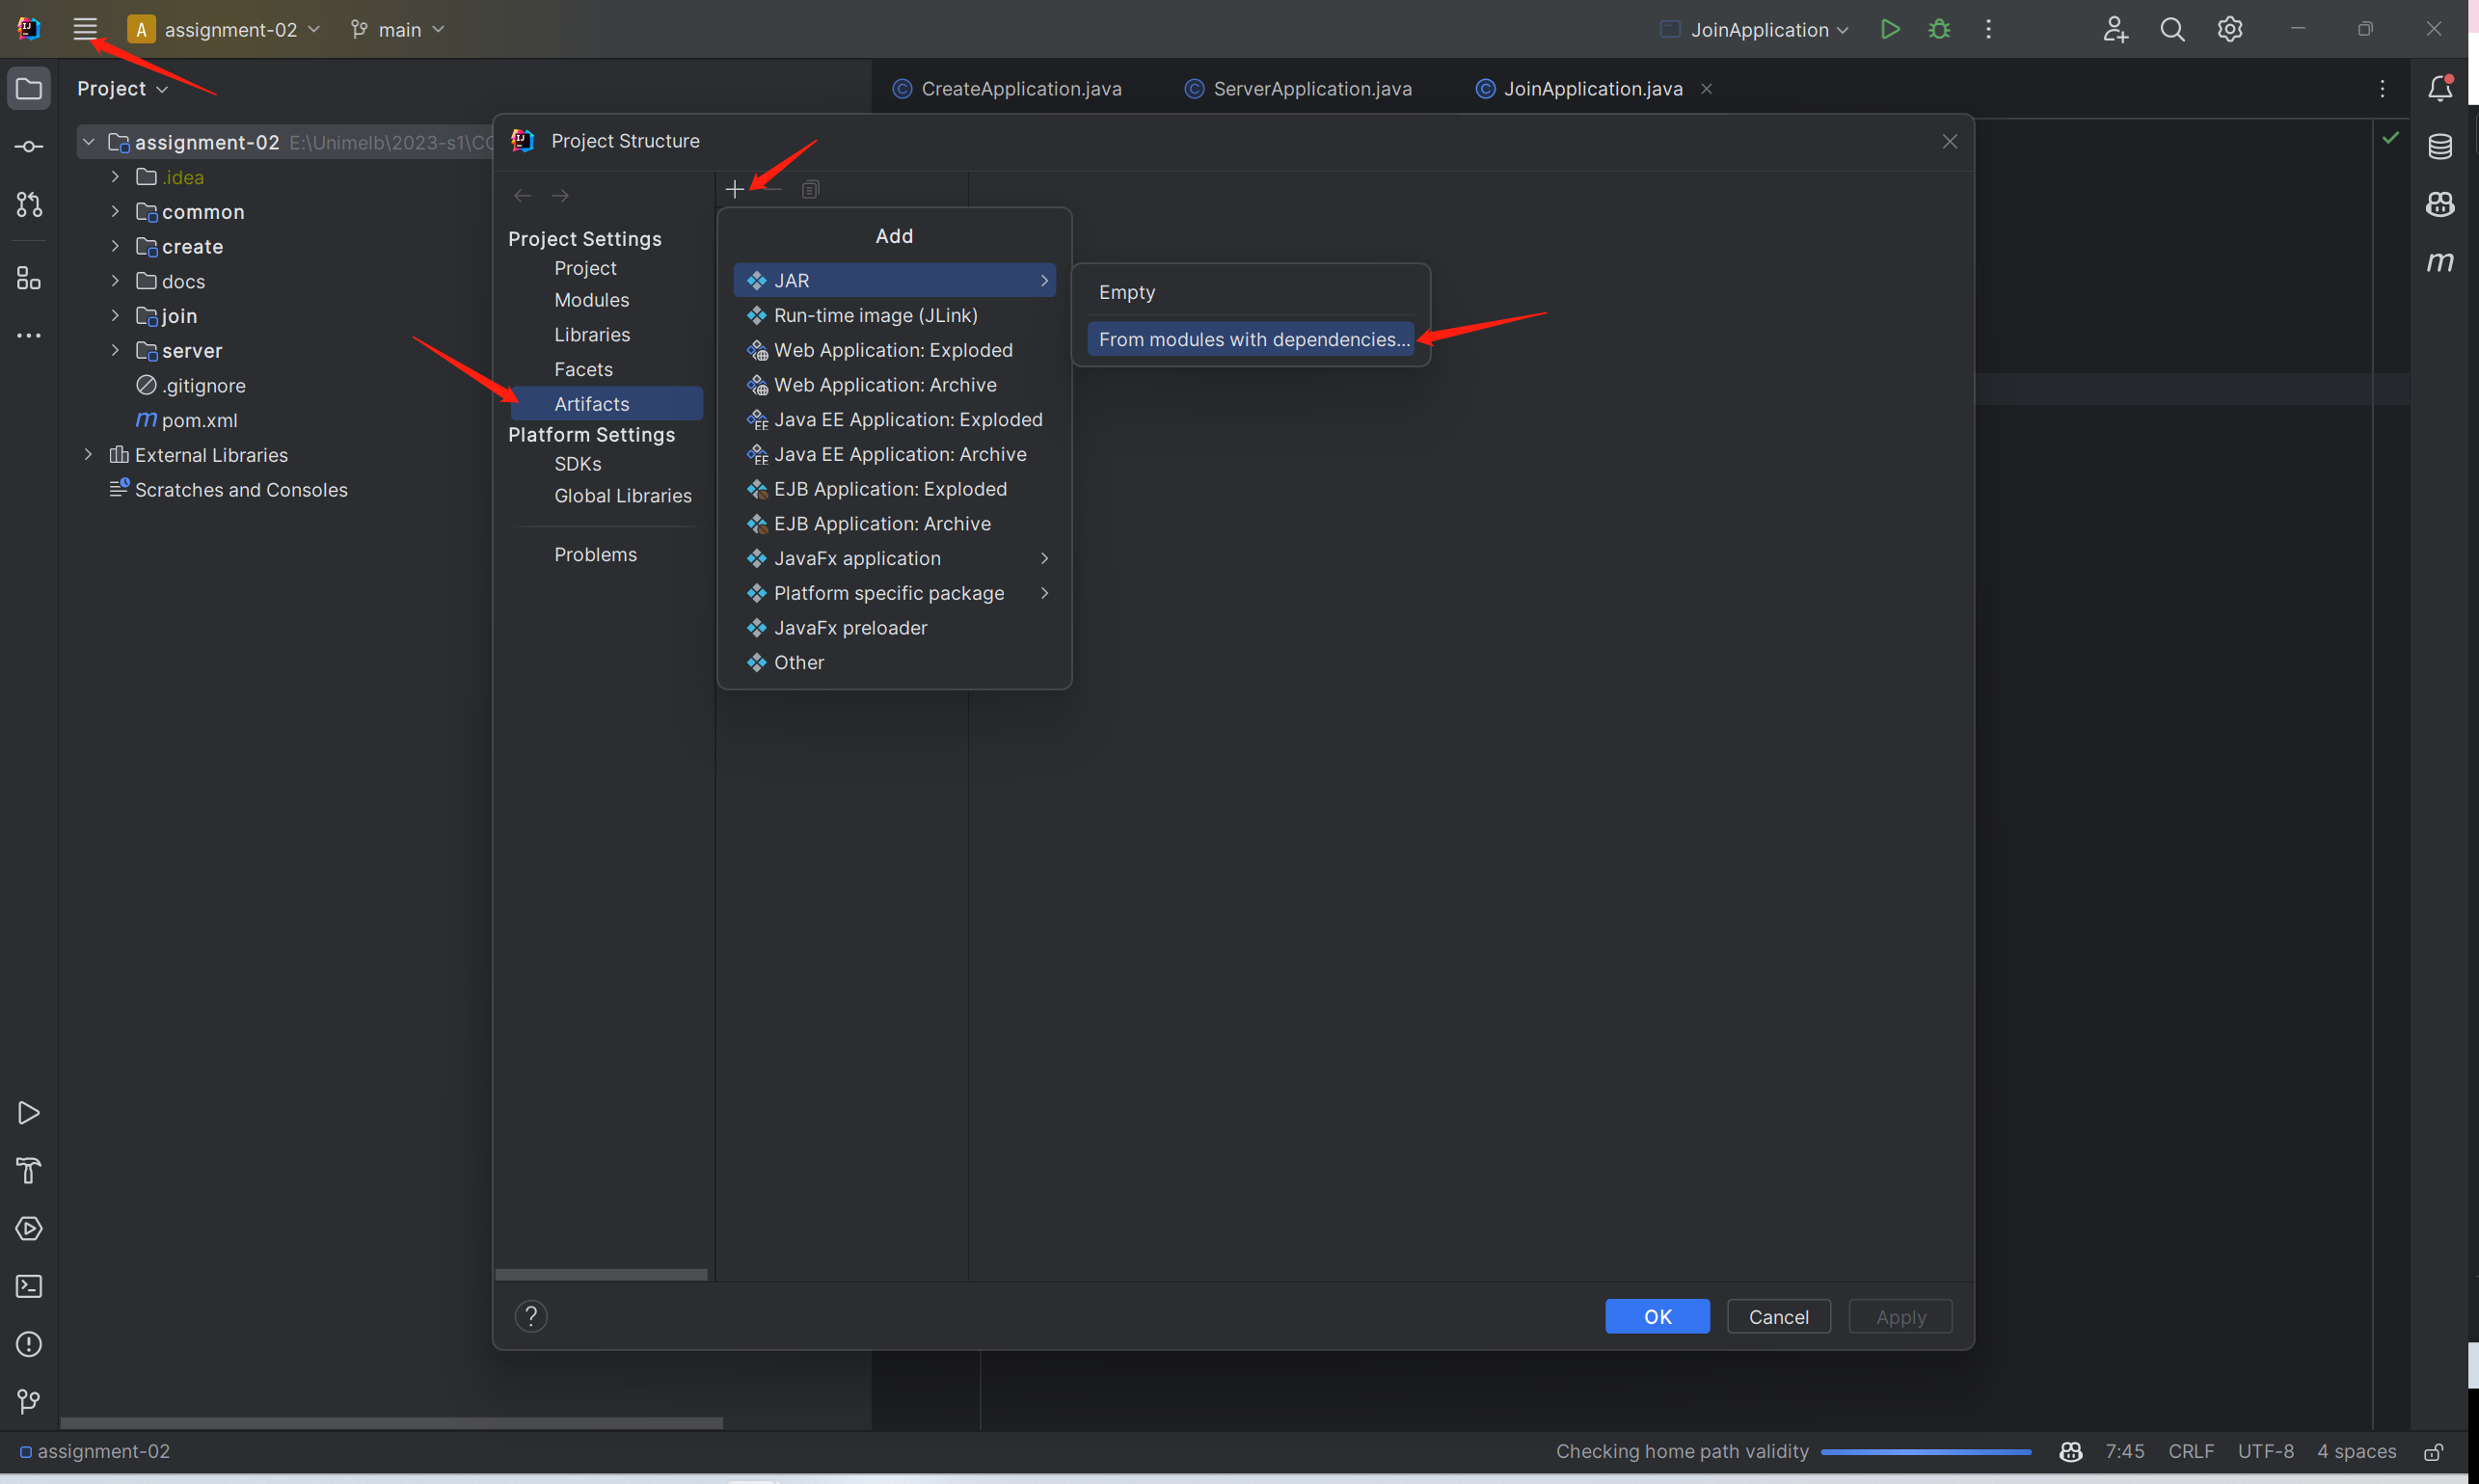 A assignment-02 main JoinApplication
Project
CreateApplication.java ServerApplication.java JoinApplication.java
assignment-02 E:\Unimelb\2023-s1\CO
.idea
common
create
docs
join
server
.gitignore
pom.xml
External Libraries
Scratches and Consoles
Project Structure
Project Settings
Project
Modules
Libraries
Facets
Artifacts
Platform Settings
SDKs
Global Libraries
Problems
Add
JAR
Run-time image (JLink)
Web Application: Exploded
Web Application: Archive
Java EE Application: Exploded
Java EE Application: Archive
EJB Application: Exploded
EJB Application: Archive
JavaFx application
Platform specific package
JavaFx preloader
Other
Empty
From modules with dependencies...
? OK Cancel Apply
assignment-02 Checking home path validity 7:45 CRLF UTF-8 4 spaces